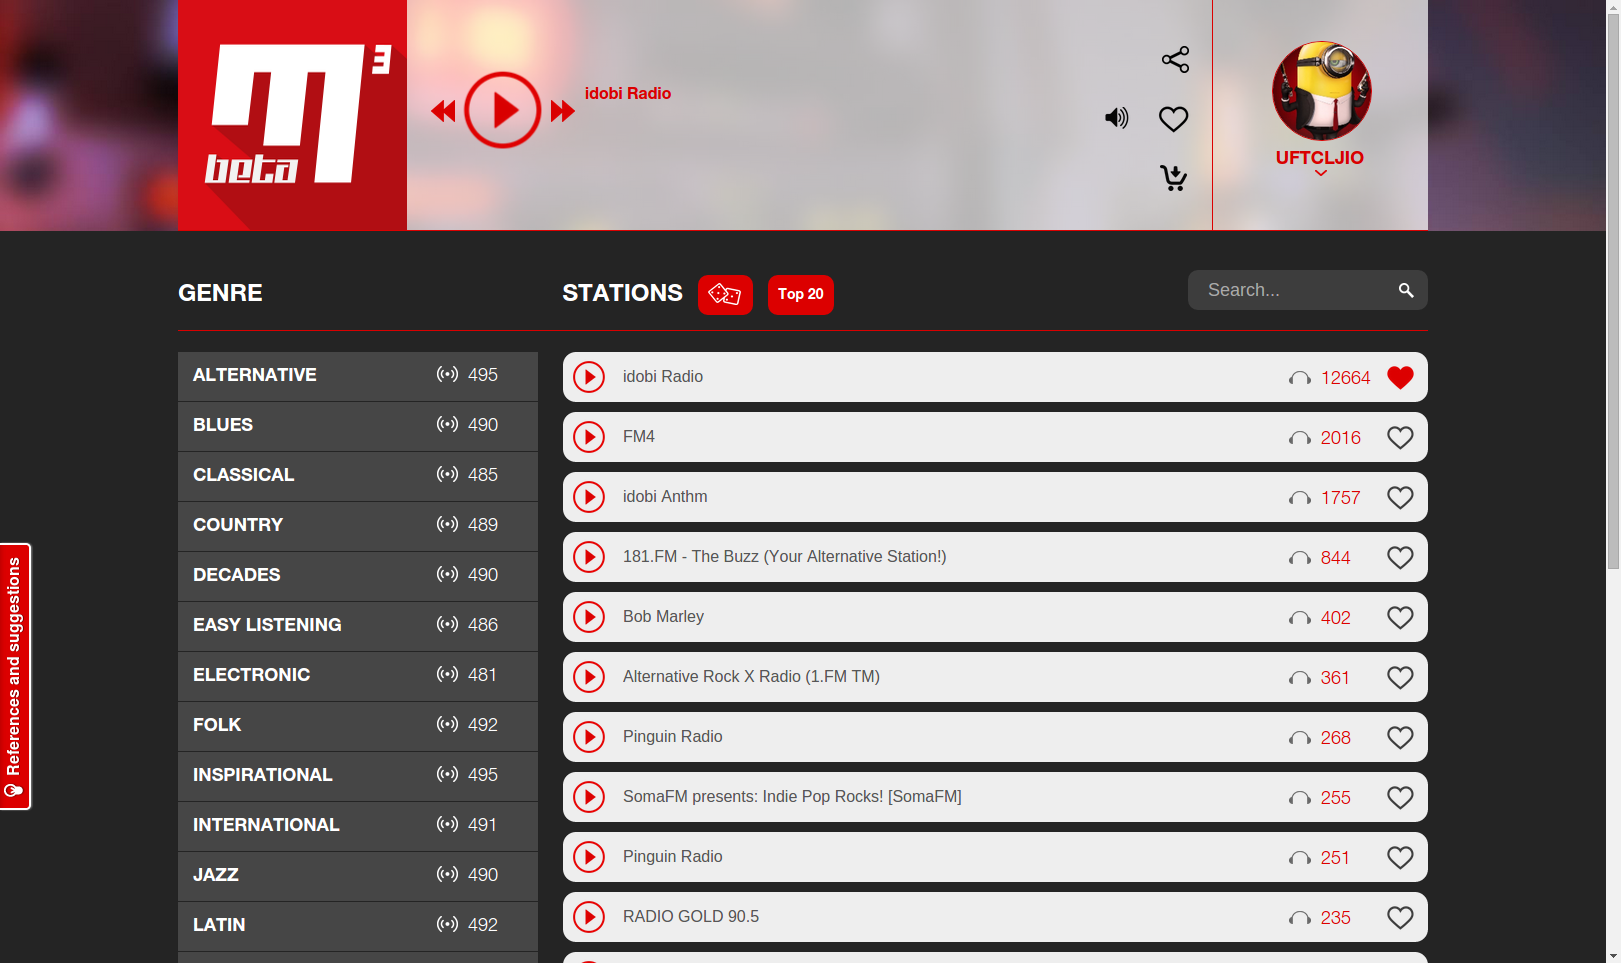 m3
beta
idobi Radio
UFTCLJIO
GENRE
STATIONS
Top 20
Search...
ALTERNATIVE 495
BLUES 490
CLASSICAL 485
COUNTRY 489
DECADES 490
EASY LISTENING 486
ELECTRONIC 481
FOLK 492
INSPIRATIONAL 495
INTERNATIONAL 491
JAZZ 490
LATIN 492
idobi Radio 12664
FM4 2016
idobi Anthm 1757
181.FM - The Buzz (Your Alternative Station!) 844
Bob Marley 402
Alternative Rock X Radio (1.FM TM) 361
Pinguin Radio 268
SomaFM presents: Indie Pop Rocks! [SomaFM] 255
Pinguin Radio 251
RADIO GOLD 90.5 235
References and suggestions